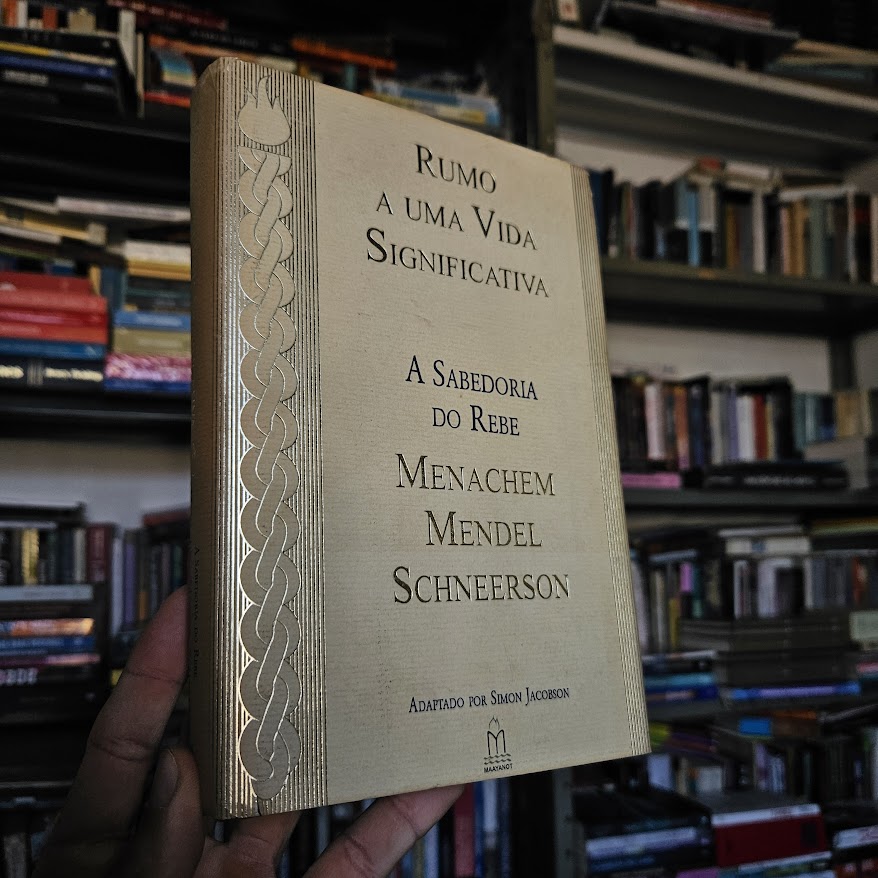 Rumo
a uma Vida
Significativa
A Sabedoria
do Rebe
Menachem
Mendel
Schneerson
Adaptado por Simon Jacobson
MAAYANOT